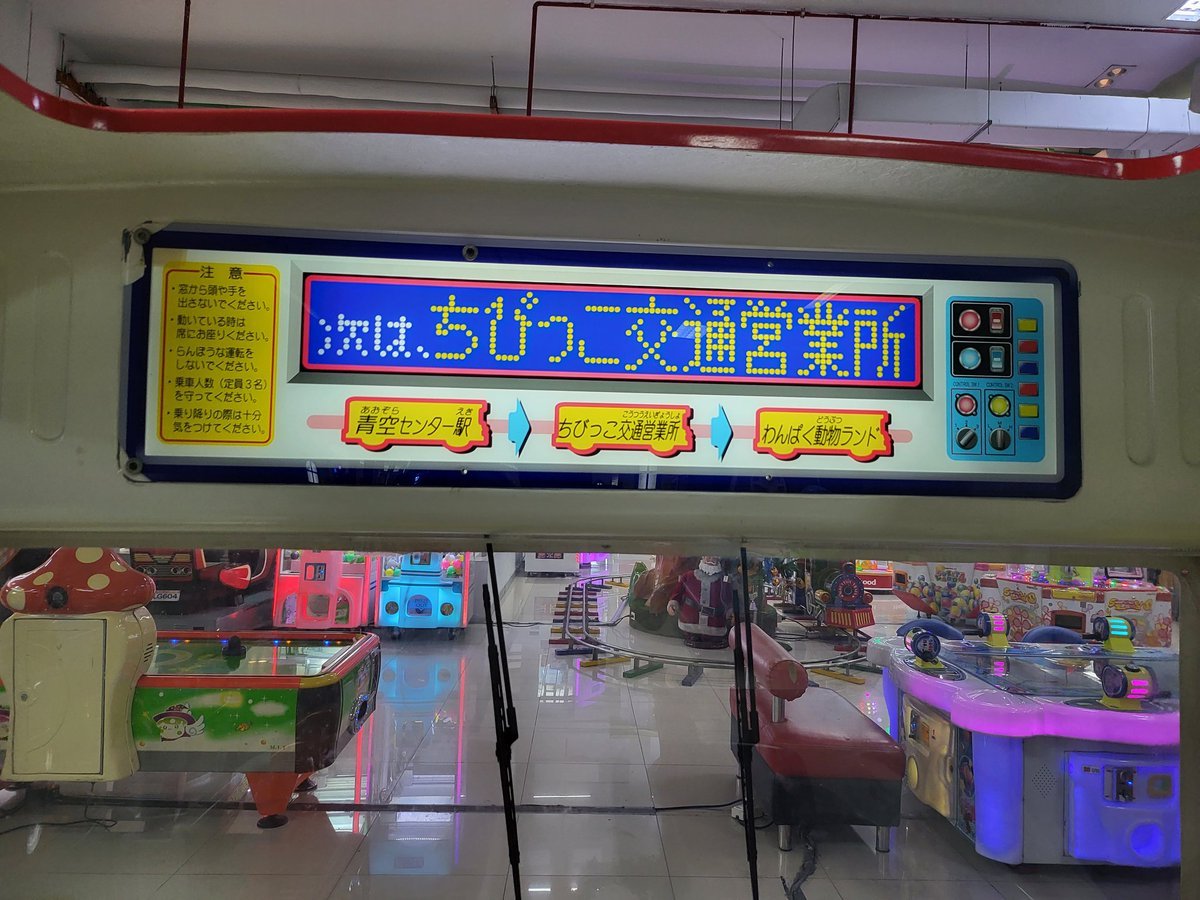 注意
・窓から頭や手を
出さないでください。
・動いている時は
席にお座りください。
・らんぼうな運転を
しないでください。
・乗車人数（定員3名）
を守ってください。
・乗り降りの際は十分
気をつけてください。
次は、ちびっこ交通営業所
あおぞら えき
青空センター駅
こうつうえいぎょうしょ
ちびっこ交通営業所
どうぶつ
わんぱく動物ランド
CONTROL SW.1 CONTROL SW.2
LG604